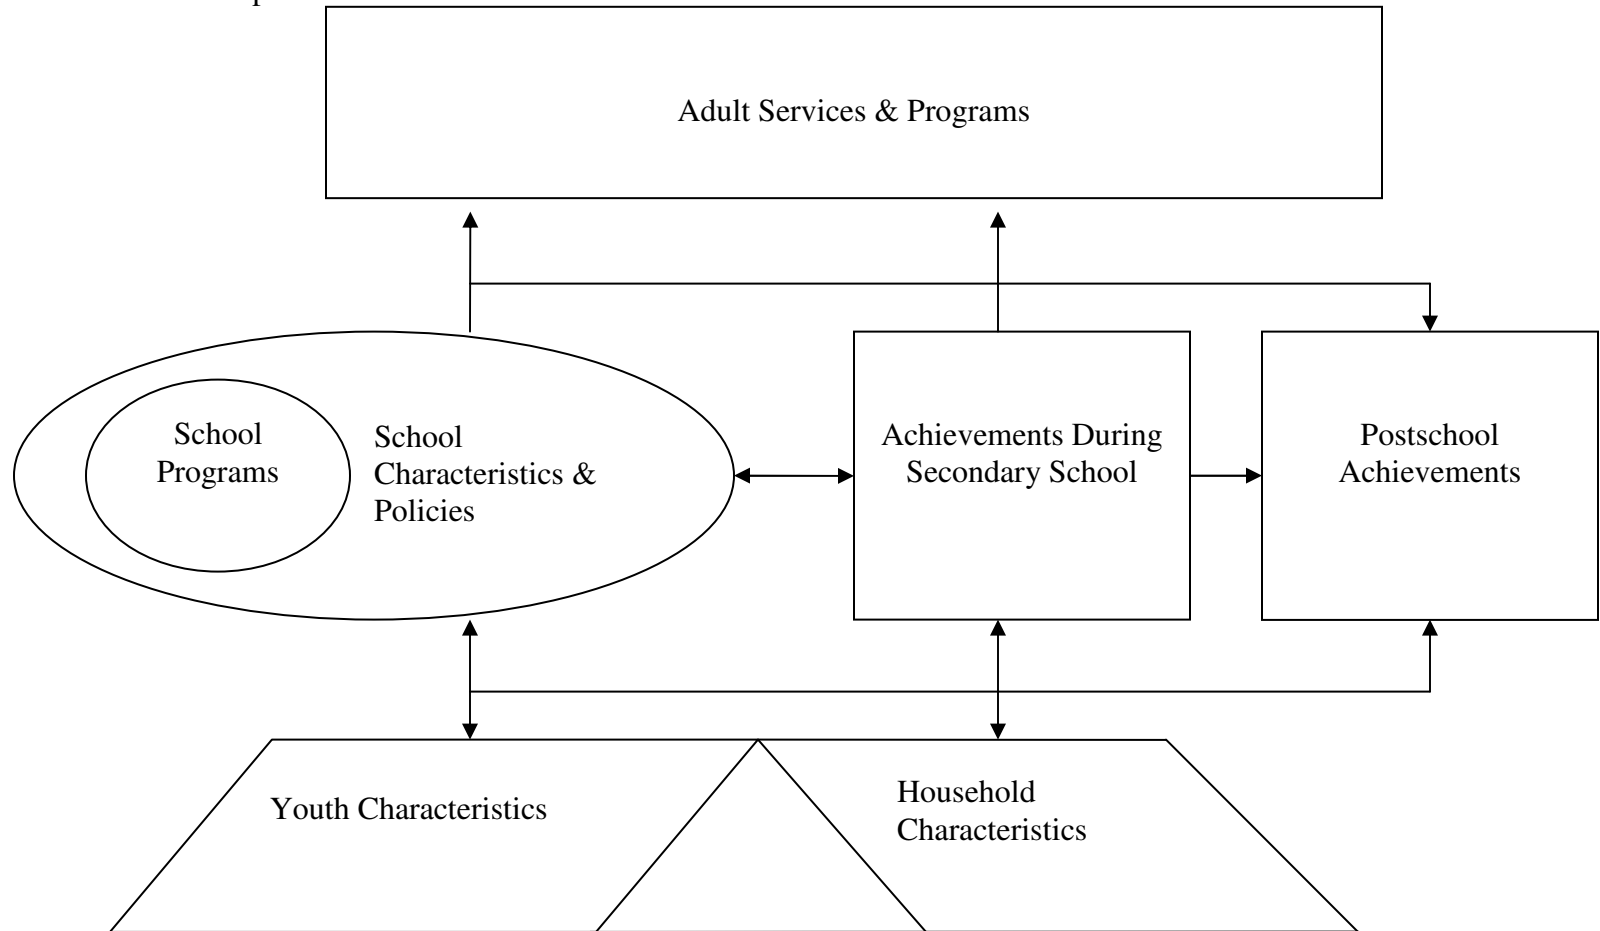 Adult Services & Programs
School
Programs
School
Characteristics &
Policies
Achievements During
Secondary School
Postschool
Achievements
Youth Characteristics
Household
Characteristics